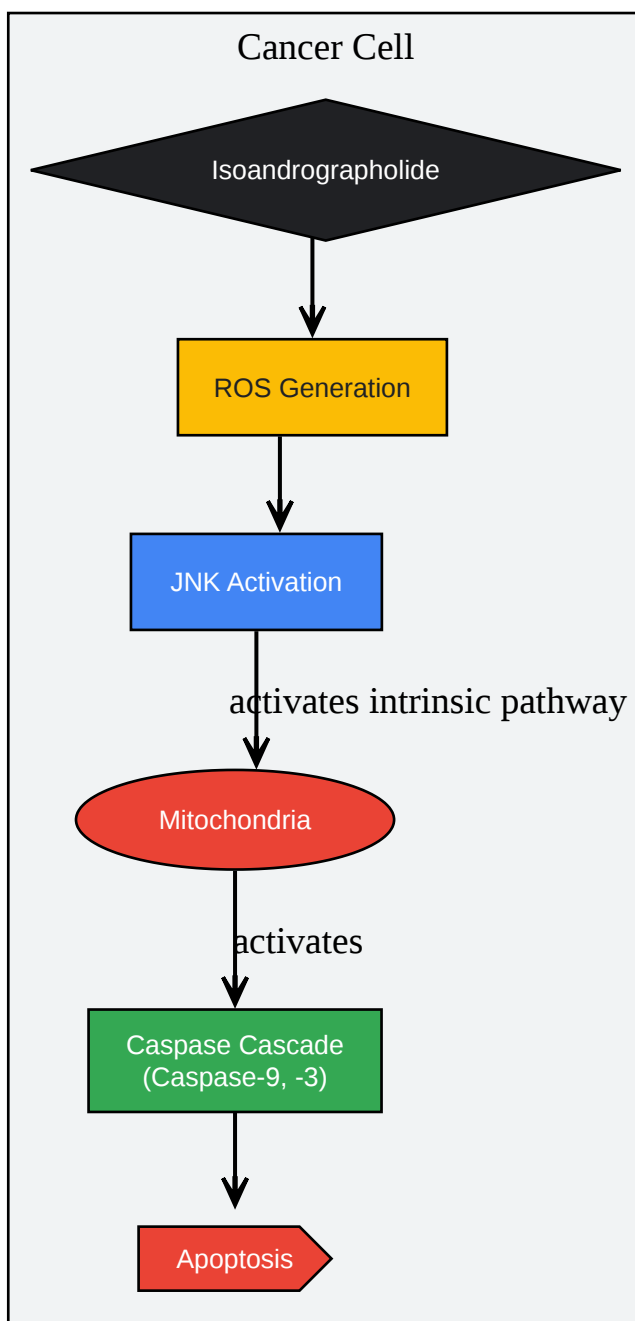 Cancer Cell
Isoandrographolide
ROS Generation
JNK Activation
activates intrinsic pathway
Mitochondria
activates
Caspase Cascade
(Caspase-9, -3)
Apoptosis